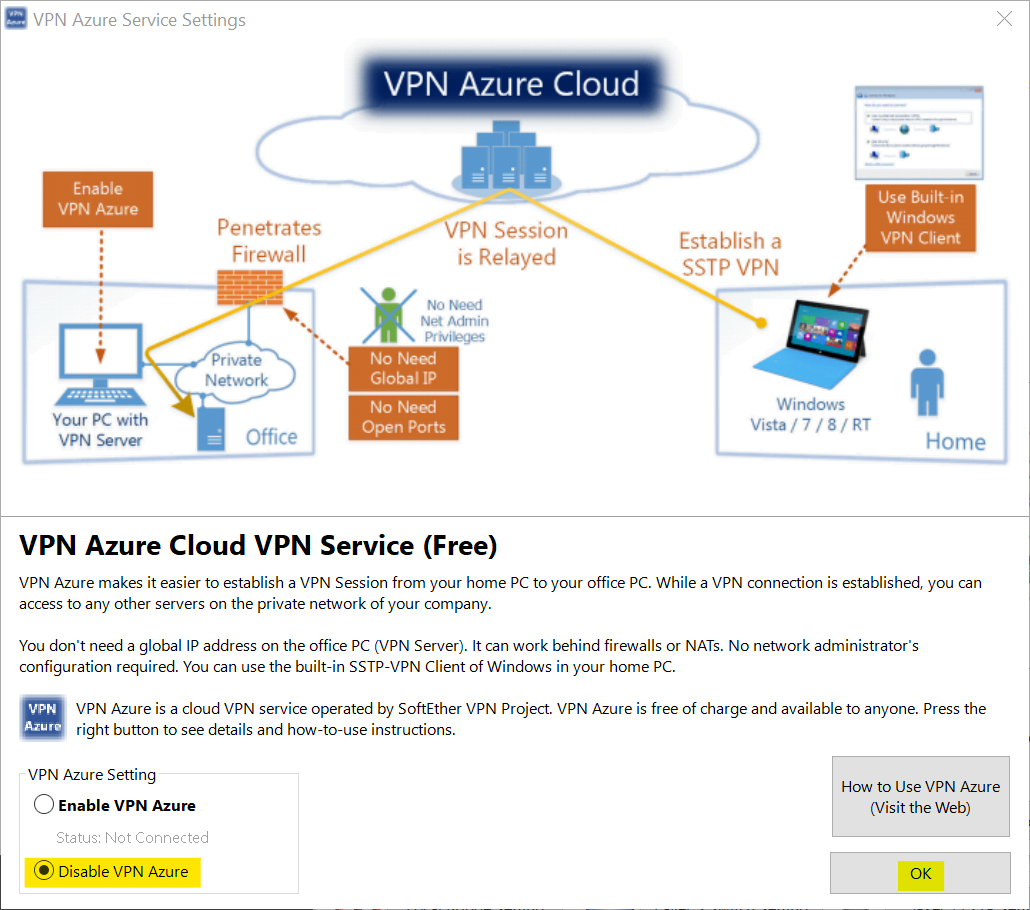 VPN Azure
VPN Azure Service Settings
VPN Azure Cloud
Enable
VPN Azure
Penetrates
Firewall
VPN Session
is Relayed
Establish a
SSTP VPN
Use Built-in
Windows
VPN Client
No Need
Net Admin
Privileges
No Need
Global IP
No Need
Open Ports
Private
Network
Your PC with
VPN Server
Office
Windows
Vista / 7 / 8 / RT
Home
VPN Azure Cloud VPN Service (Free)
VPN Azure makes it easier to establish a VPN Session from your home PC to your office PC. While a VPN connection is established, you can
access to any other servers on the private network of your company.
You don't need a global IP address on the office PC (VPN Server). It can work behind firewalls or NATs. No network administrator's
configuration required. You can use the built-in SSTP-VPN Client of Windows in your home PC.
VPN
Azure
VPN Azure is a cloud VPN service operated by SoftEther VPN Project. VPN Azure is free of charge and available to anyone. Press the
right button to see details and how-to-use instructions.
VPN Azure Setting
Enable VPN Azure
Status: Not Connected
Disable VPN Azure
How to Use VPN Azure
(Visit the Web)
OK